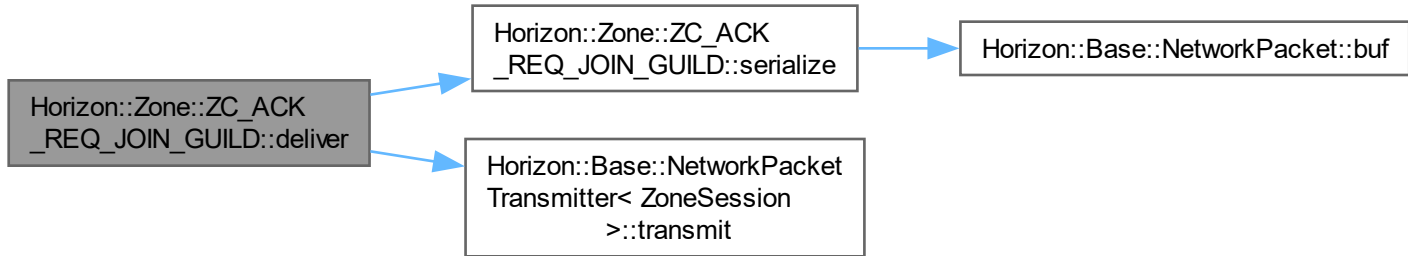 Horizon::Zone::ZC_ACK
_REQ_JOIN_GUILD::deliver
Horizon::Zone::ZC_ACK
_REQ_JOIN_GUILD::serialize
Horizon::Base::NetworkPacket::buf
Horizon::Base::NetworkPacket
Transmitter< ZoneSession
>::transmit